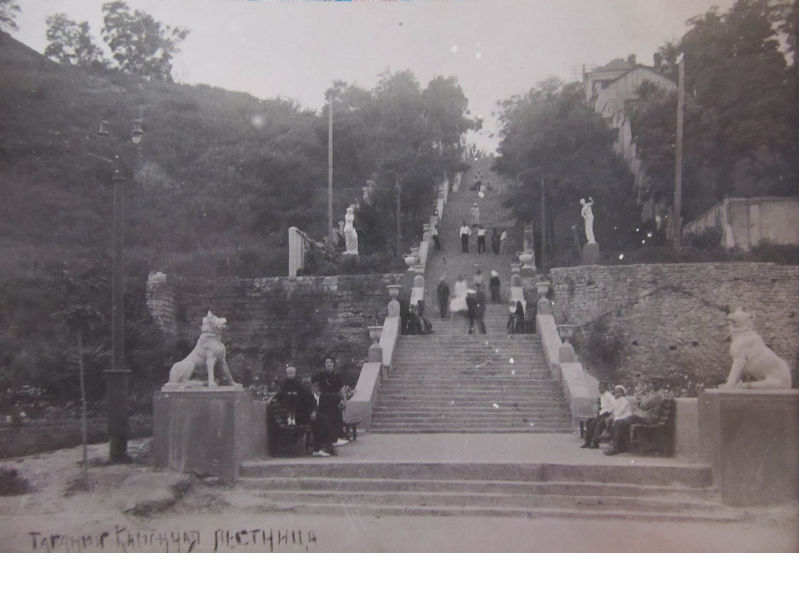 Таганрог Каменная лестница